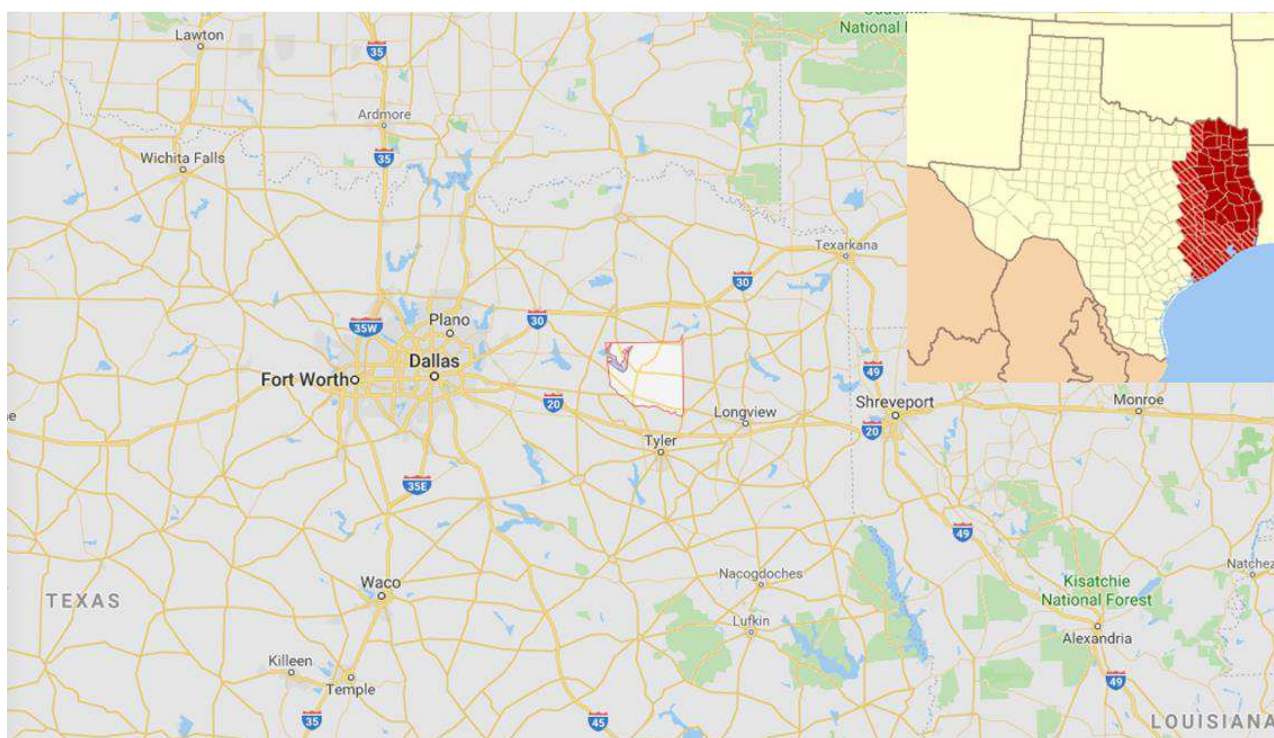 Lawton
National
35
Ardmore
35
Wichita Falls
Texarkana
30
Plano
30
35W
Dallas
Fort Worth
49
20
Longview
Shreveport
Monroe
20
Tyler
35E
49
Natchez
Nacogdoches
Kisatchie
National Forest
Waco
TEXAS
Lufkin
Alexandria
Killeen
Temple
49
35
45
LOUISIANA